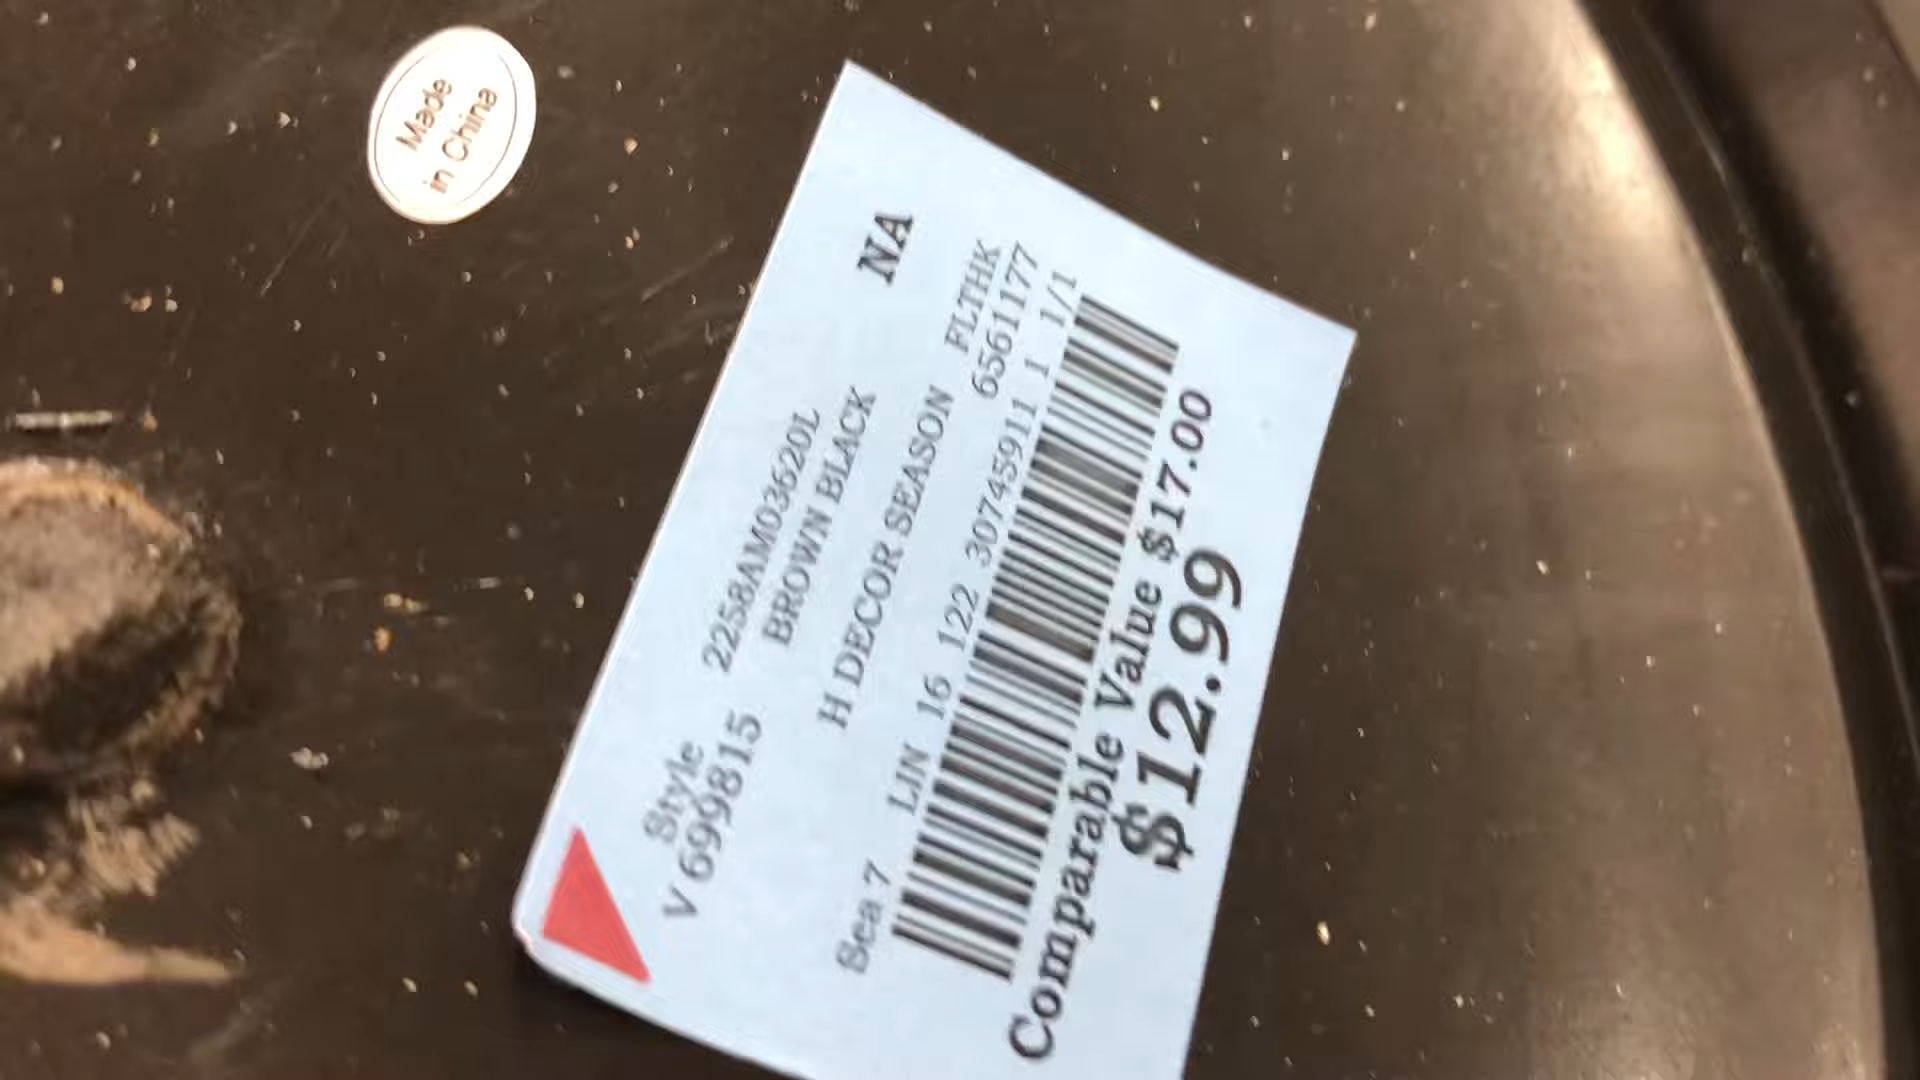 Made
in China
NA
Style 2258AM03620L
V 699815 BROWN BLACK
FLTHK
H DECOR SEASON 6561177
Sea 7 LIN 16 122 307745911 1 1/1
Comparable Value $17.00
$12.99